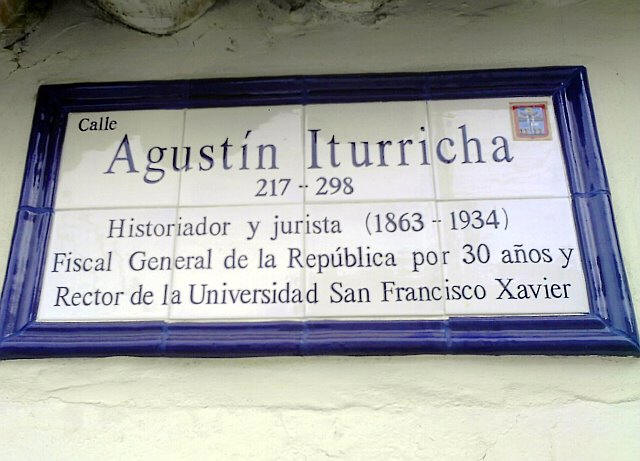 Calle
Agustín Iturricha
217 - 298
Historiador y jurista (1863 - 1934)
Fiscal General de la República por 30 años y
Rector de la Universidad San Francisco Xavier